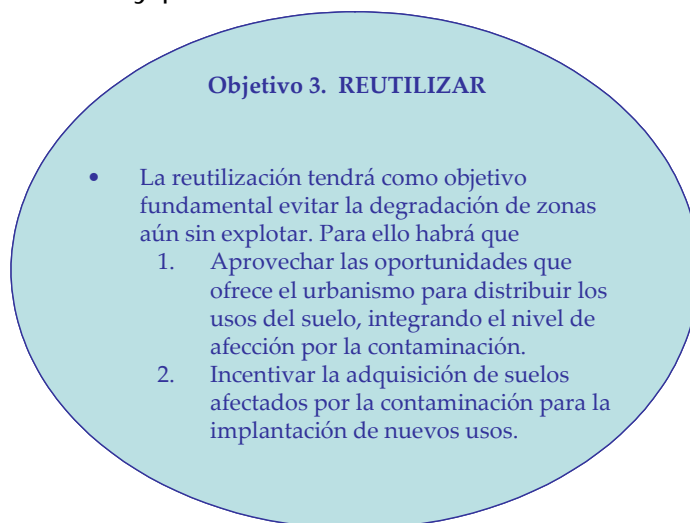 Objetivo 3. REUTILIZAR
• La reutilización tendrá como objetivo
fundamental evitar la degradación de zonas
aún sin explotar. Para ello habrá que
1. Aprovechar las oportunidades que
ofrece el urbanismo para distribuir los
usos del suelo, integrando el nivel de
afección por la contaminación.
2. Incentivar la adquisición de suelos
afectados por la contaminación para la
implantación de nuevos usos.